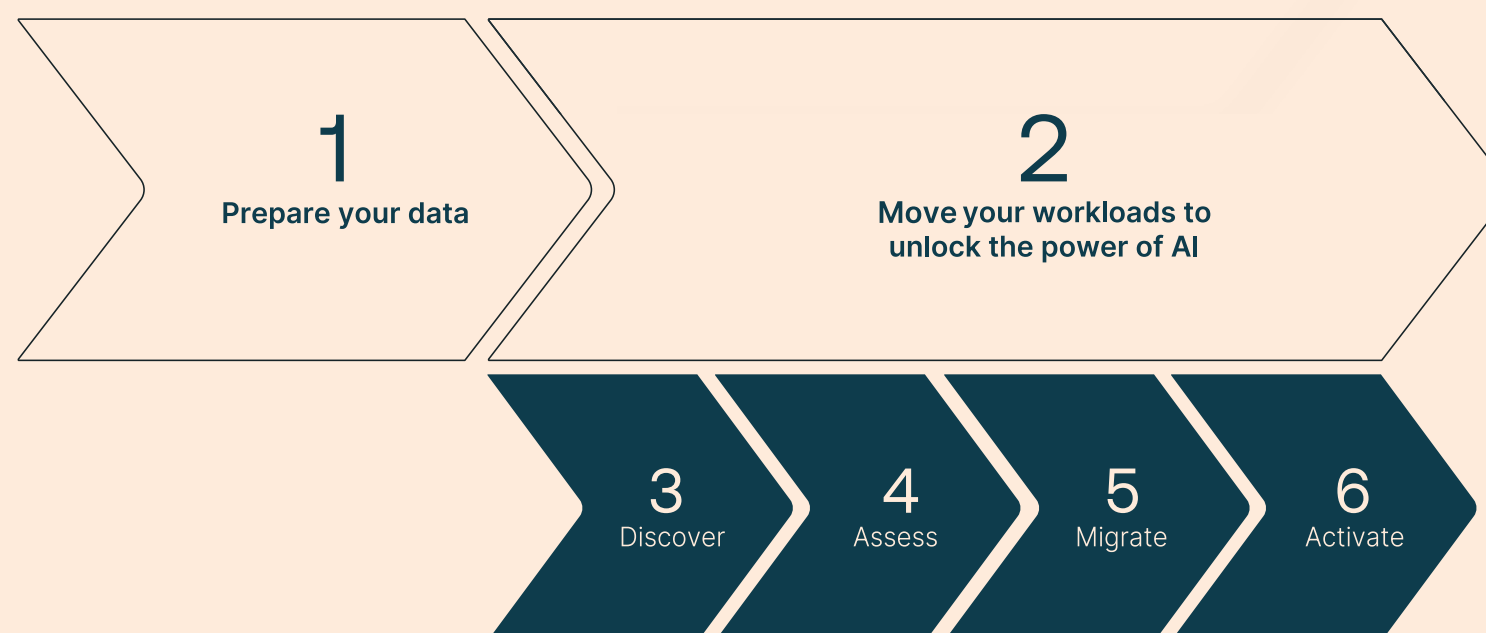 1
Prepare your data
2
Move your workloads to
unlock the power of AI
3
Discover
4
Assess
5
Migrate
6
Activate